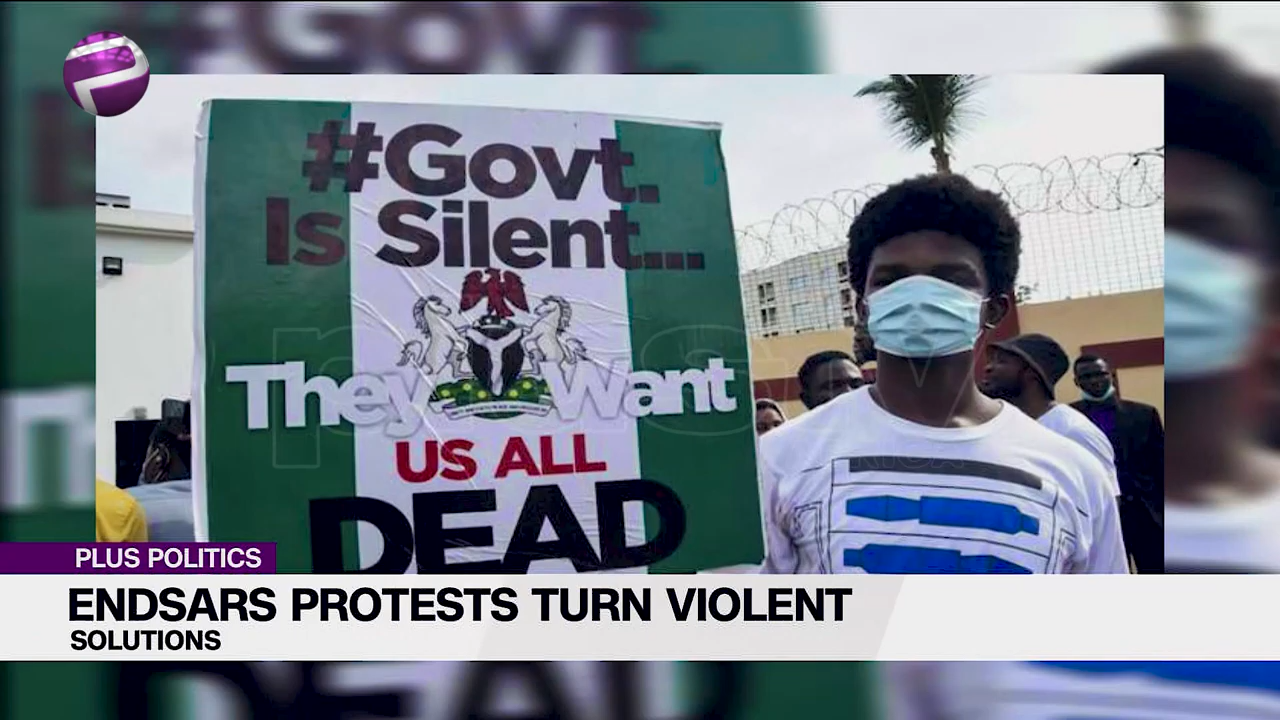 #Govt.
Is Silent...
They Want
US ALL
DEAD
PLUS POLITICS
ENDSARS PROTESTS TURN VIOLENT
SOLUTIONS